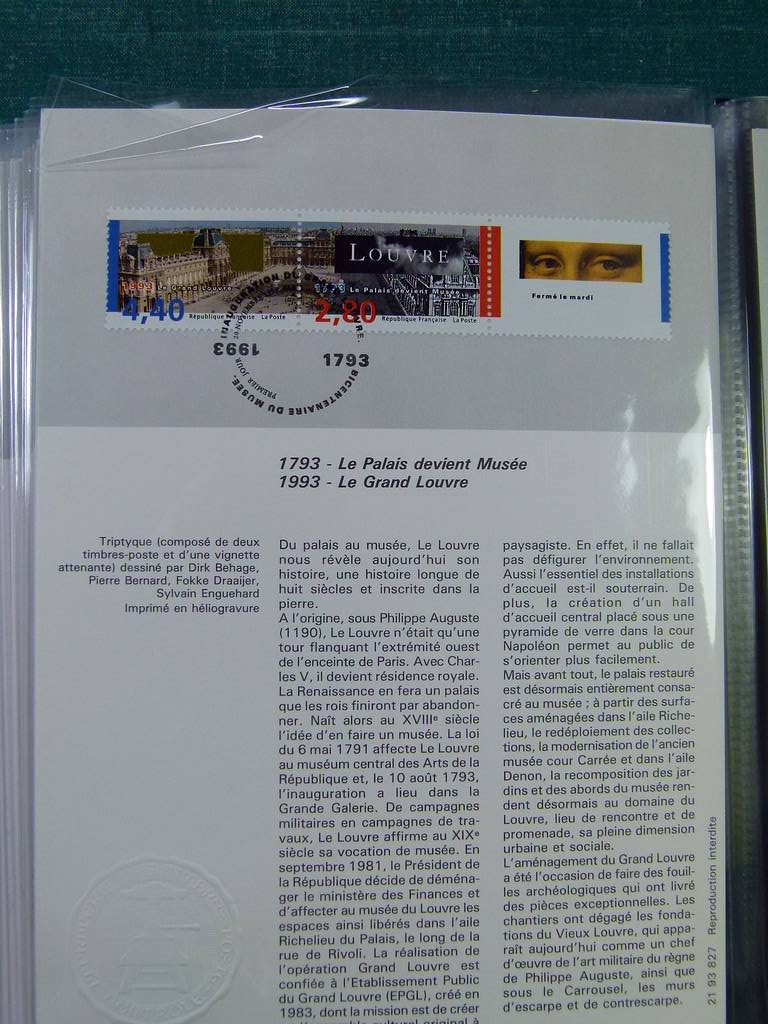 LOUVRE
1993 Le Grand Louvre
1793 Le Palais devient Musée
4,40 République Française La Poste
2,80 République Française La Poste
Fermé le mardi
INAUGURATION DU
1993
1793
PREMIER JOUR
BICENTENAIRE DU MUSEE.
1793 - Le Palais devient Musée
1993 - Le Grand Louvre
Triptyque (composé de deux
timbres-poste et d'une vignette
attenante) dessiné par Dirk Behage,
Pierre Bernard, Fokke Draaijer,
Sylvain Enguehard
Imprimé en héliogravure
Du palais au musée, Le Louvre
nous révèle aujourd'hui son
histoire, une histoire longue de
huit siècles et inscrite dans la
pierre.
A l'origine, sous Philippe Auguste
(1190), Le Louvre n'était qu'une
tour flanquant l'extrémité ouest
de l'enceinte de Paris. Avec Char-
les V, il devient résidence royale.
La Renaissance en fera un palais
que les rois finiront par abandon-
ner. Naît alors au XVIIIe siècle
l'idée d'en faire un musée. La loi
du 6 mai 1791 affecte Le Louvre
au muséum central des Arts de la
République et, le 10 août 1793,
l'inauguration a lieu dans la
Grande Galerie. De campagnes
militaires en campagnes de tra-
vaux, Le Louvre affirme au XIXe
siècle sa vocation de musée. En
septembre 1981, le Président de
la République décide de déména-
ger le ministère des Finances et
d'affecter au musée du Louvre les
espaces ainsi libérés dans l'aile
Richelieu du Palais, le long de la
rue de Rivoli. La réalisation de
l'opération Grand Louvre est
confiée à l'Etablissement Public
du Grand Louvre (EPGL), créé en
1983, dont la mission est de créer
paysagiste. En effet, il ne fallait
pas défigurer l'environnement.
Aussi l'essentiel des installations
d'accueil est-il souterrain. De
plus, la création d'un hall
d'accueil central placé sous une
pyramide de verre dans la cour
Napoléon permet au public de
s'orienter plus facilement.
Mais avant tout, le palais restauré
est désormais entièrement consa-
cré au musée ; à partir des surfa-
ces aménagées dans l'aile Riche-
lieu, le redéploiement des collec-
tions, la modernisation de l'ancien
musée cour Carrée et dans l'aile
Denon, la recomposition des jar-
dins et des abords du musée ren-
dent désormais au domaine du
Louvre, lieu de rencontre et de
promenade, sa pleine dimension
urbaine et sociale.
L'aménagement du Grand Louvre
a été l'occasion de faire des fouil-
les archéologiques qui ont livré
des pièces exceptionnelles. Les
chantiers ont dégagé les fonda-
tions du Vieux Louvre, qui appa-
raît aujourd'hui comme un chef
d'œuvre de l'art militaire du règne
de Philippe Auguste, ainsi que
sous le Carrousel, les murs
d'escarpe et de contrescarpe.
21 93 827 Reproduction interdite